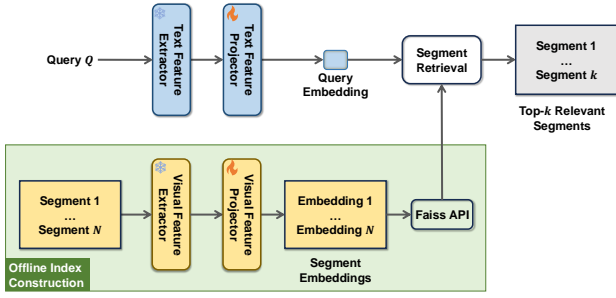 Query Q
Text Feature
Extractor
Text Feature
Projector
Query
Embedding
Segment
Retrieval
Segment 1
...
Segment k
Top-k Relevant
Segments
Segment 1
...
Segment N
Visual Feature
Extractor
Visual Feature
Projector
Embedding 1
...
Embedding N
Segment
Embeddings
Faiss API
Offline Index
Construction